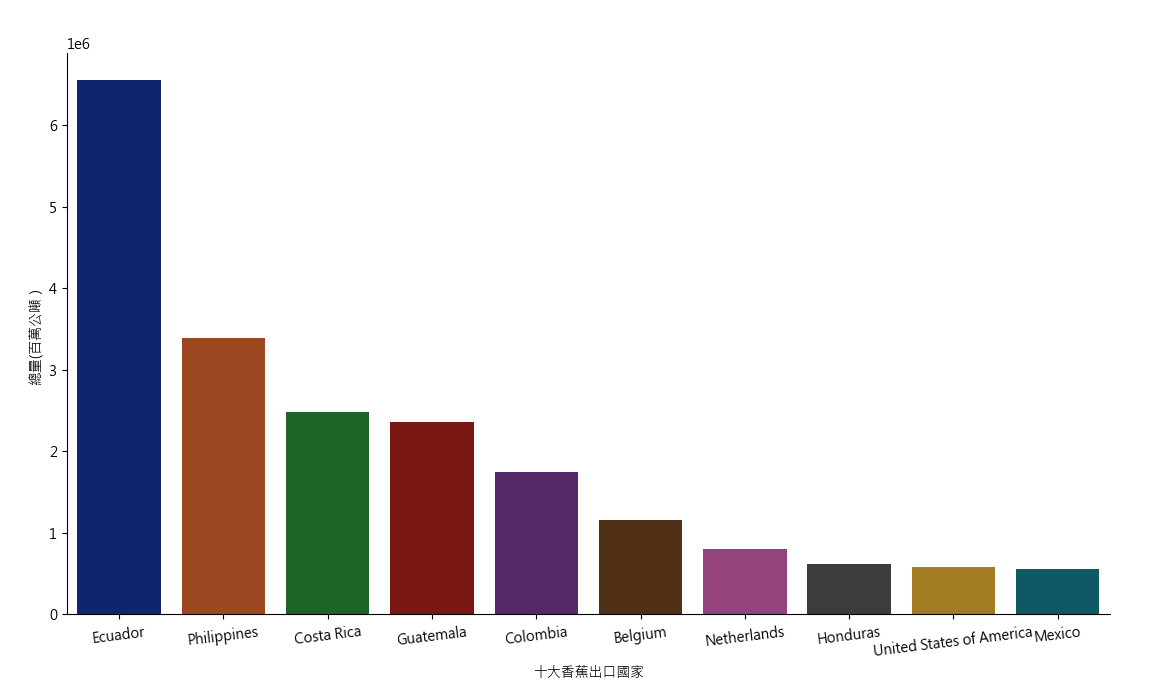 1e6
6
5
4
3
2
1
0
總量(百萬公噸 )
Ecuador
Philippines
Costa Rica
Guatemala
Colombia
Belgium
Netherlands
Honduras
United States of America
Mexico
十大香蕉出口國家